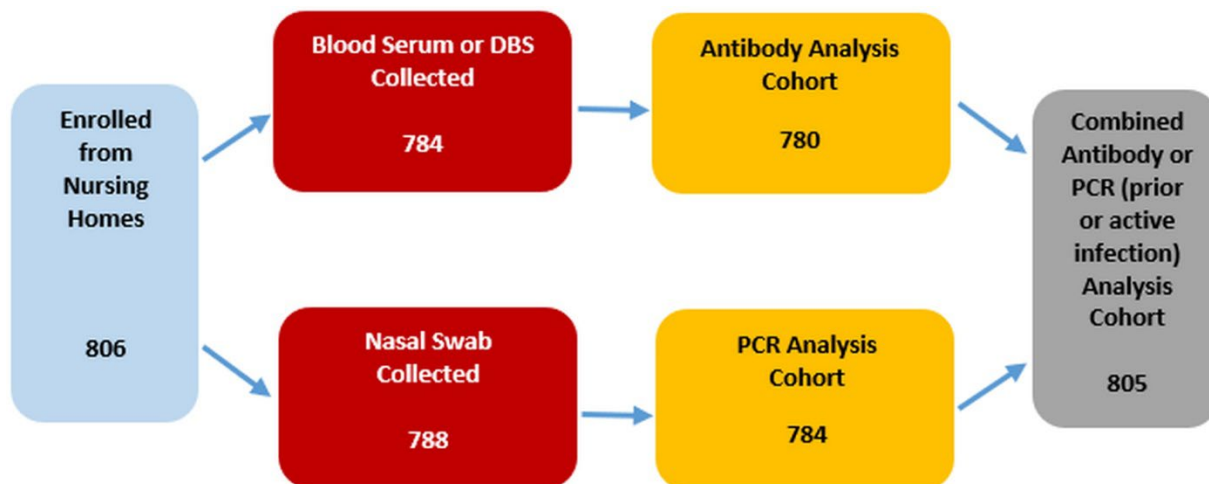 Enrolled
from
Nursing
Homes
806
Blood Serum or DBS
Collected
784
Antibody Analysis
Cohort
780
Nasal Swab
Collected
788
PCR Analysis
Cohort
784
Combined
Antibody or
PCR (prior
or active
infection)
Analysis
Cohort
805